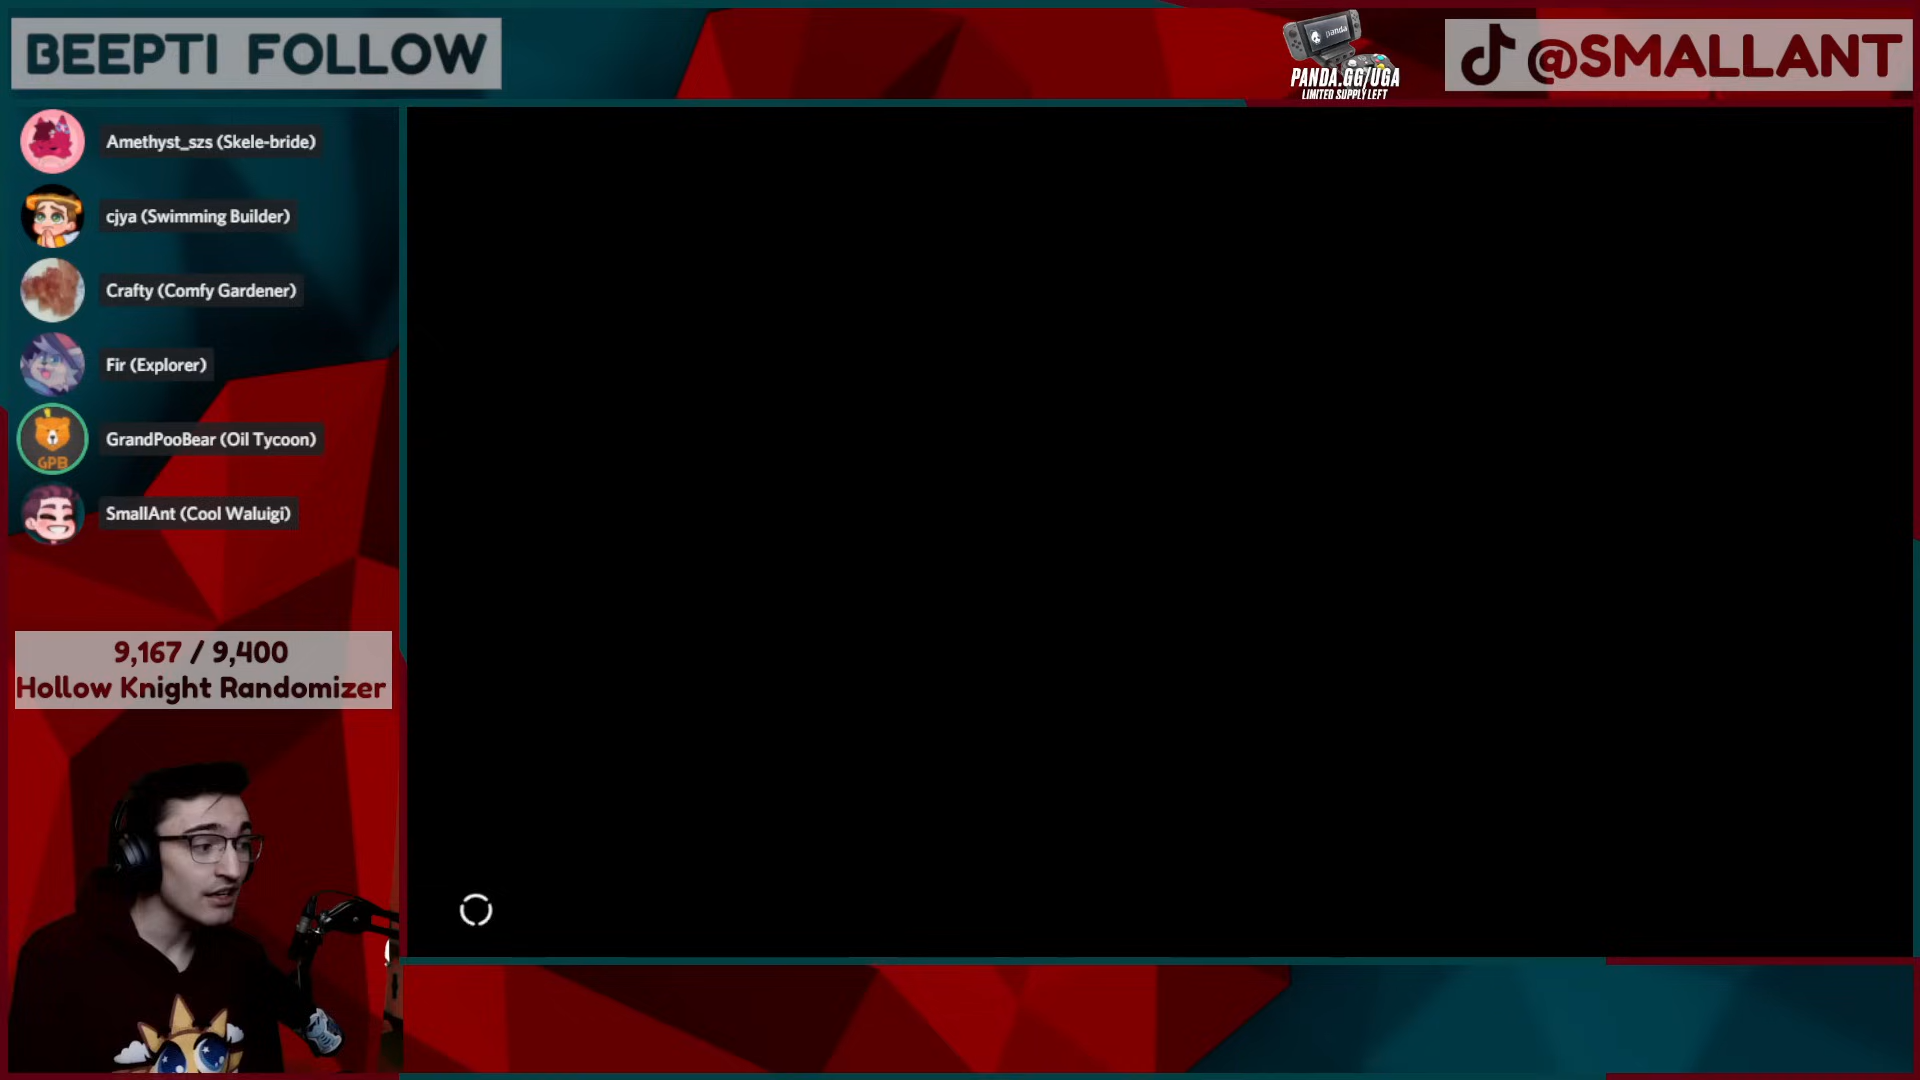 BEEPTI FOLLOW
panda
PANDA.GG/UGA
LIMITED SUPPLY LEFT
@SMALLANT
Amethyst_szs (Skele-bride)
cjya (Swimming Builder)
Crafty (Comfy Gardener)
Fir (Explorer)
GPB
GrandPooBear (Oil Tycoon)
SmallAnt (Cool Waluigi)
9,167 / 9,400
Hollow Knight Randomizer